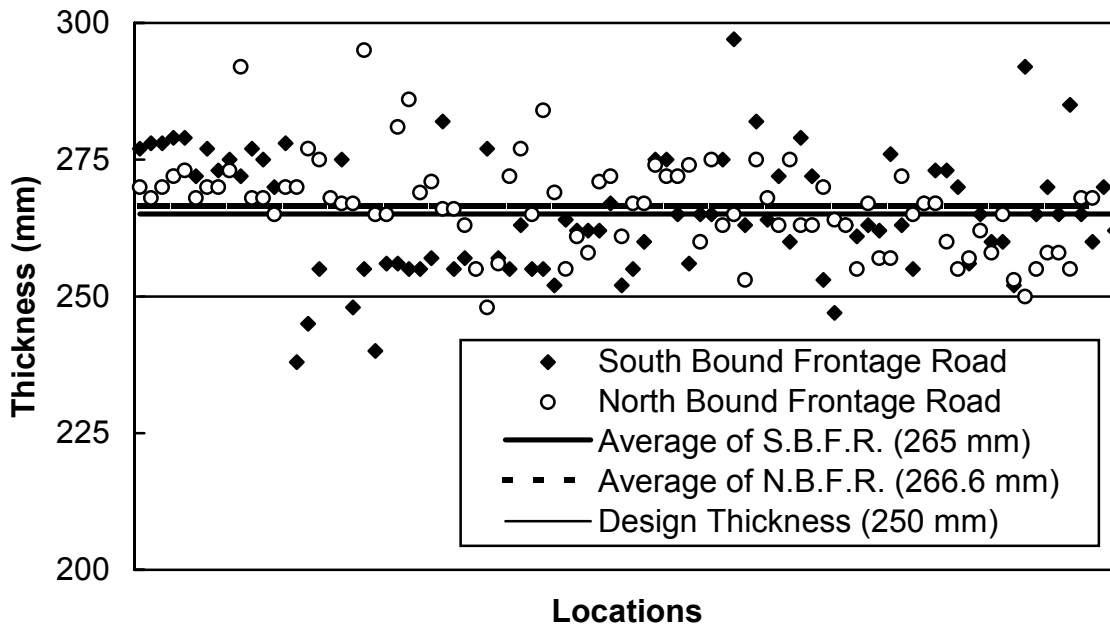 300
275
250
225
200
Thickness (mm)
South Bound Frontage Road
North Bound Frontage Road
Average of S.B.F.R. (265 mm)
Average of N.B.F.R. (266.6 mm)
Design Thickness (250 mm)
Locations